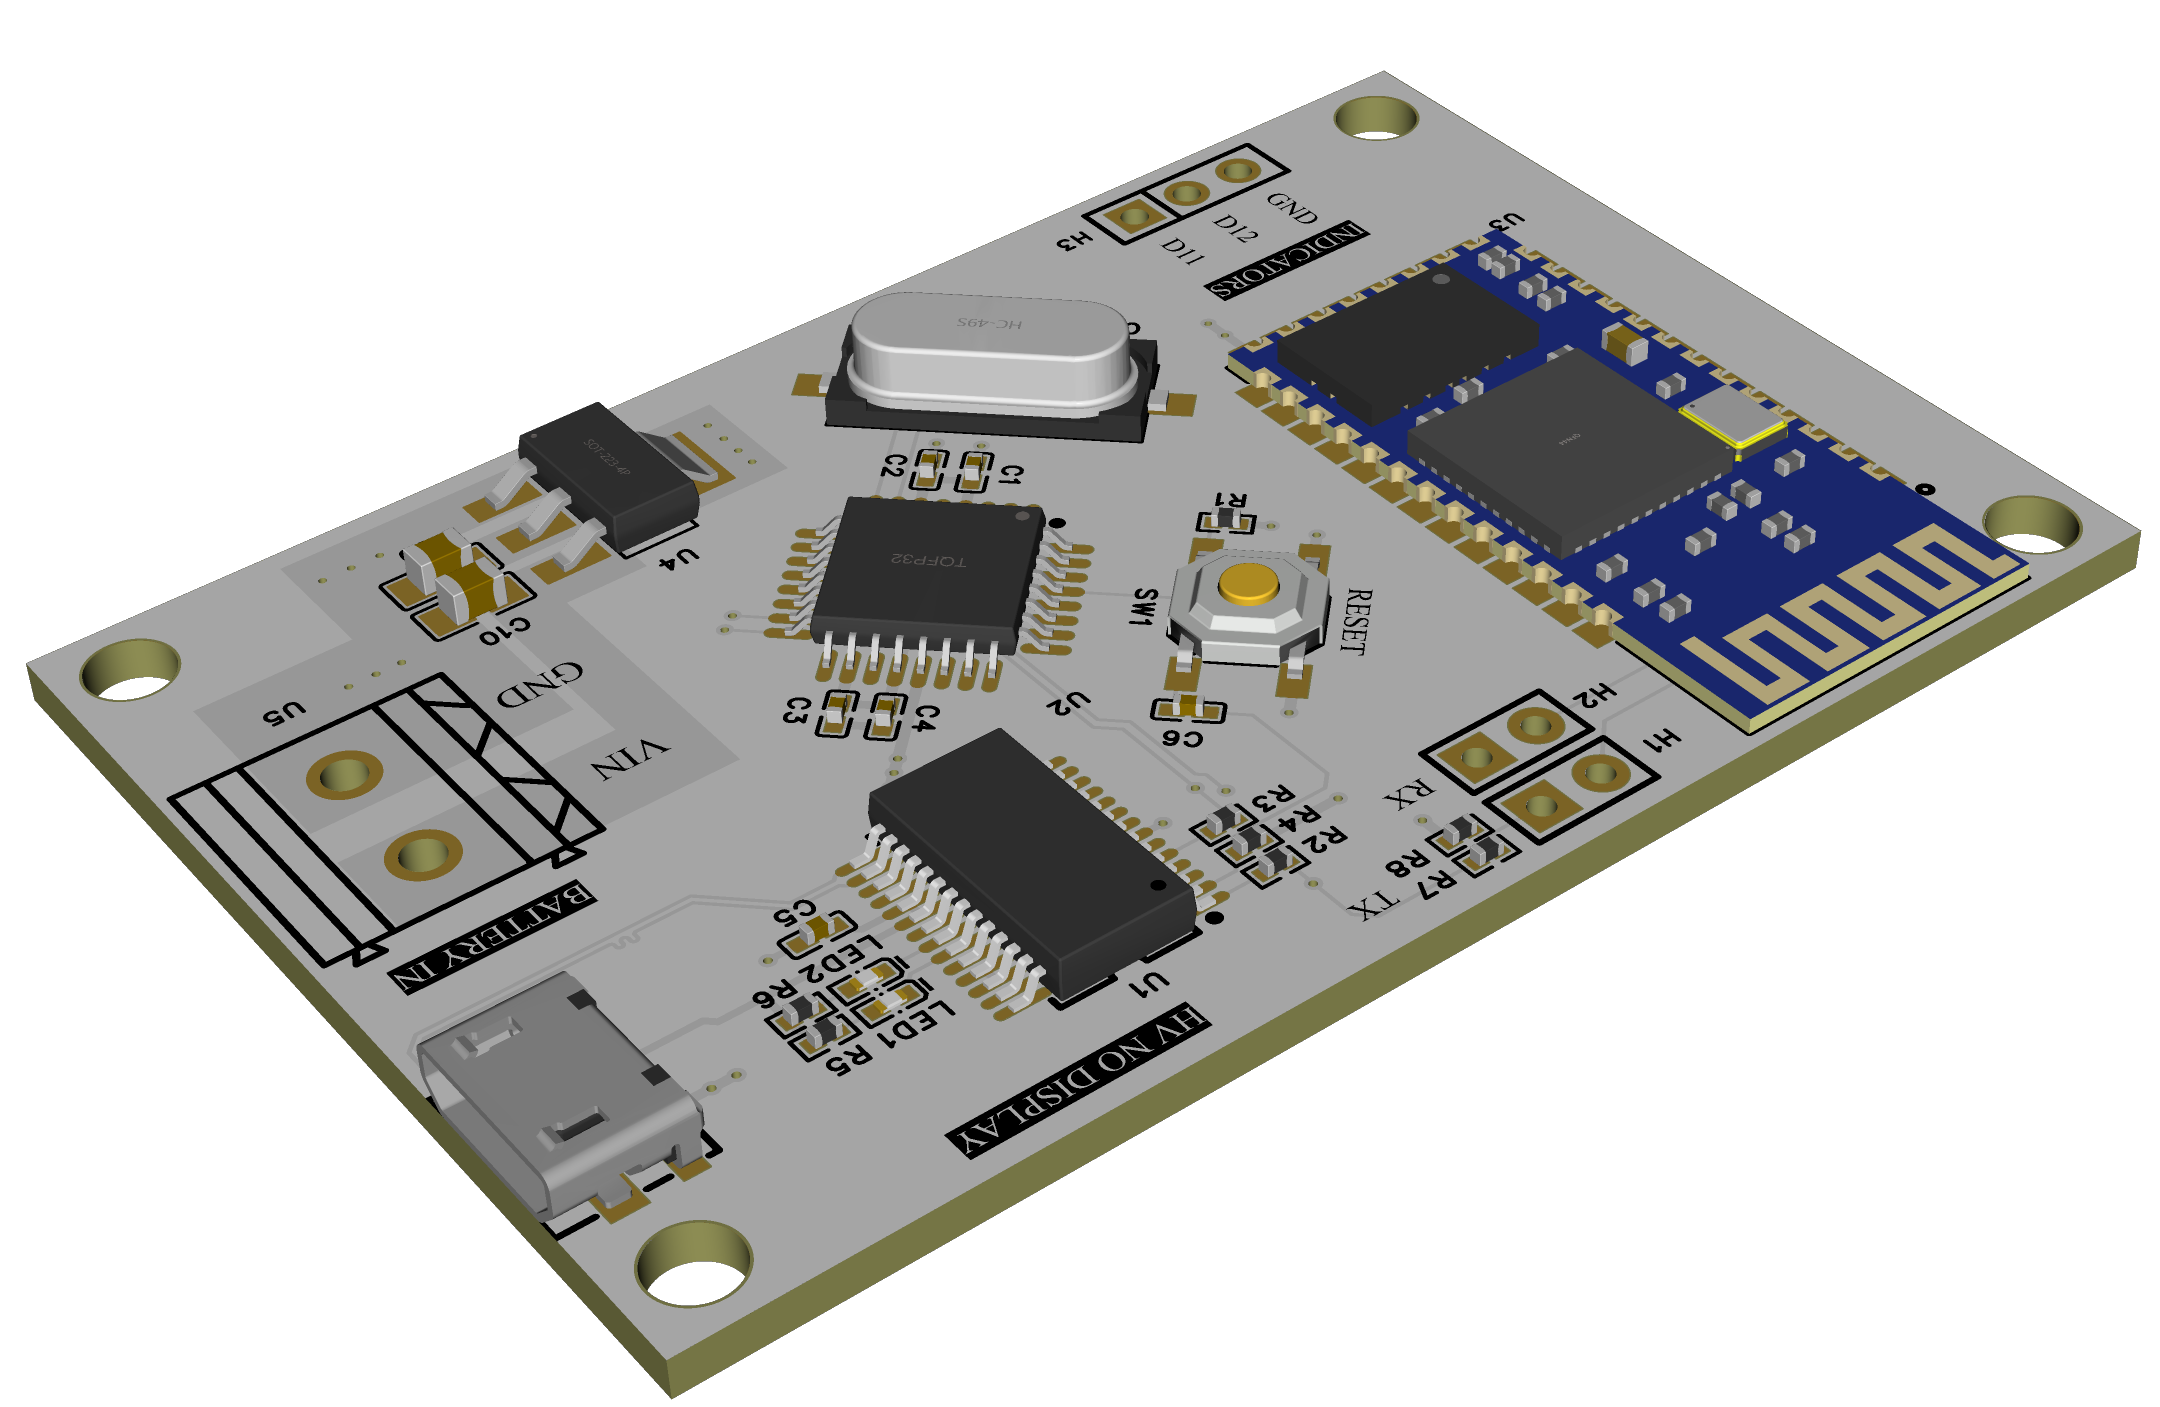 H3
D11
D12
GND
INDICATORS
U3
HC-49S
SOT-223-4P
U4
C2
C1
R1
TQFP32
SW1
RESET
C10
GND
VIN
U5
C3
C4
U2
C6
H2
H1
RX
R3
R4
R2
R8
R7
TX
BATTERY IN
C5
LED2
R6
LED1
R5
U1
HV NO DISPLAY